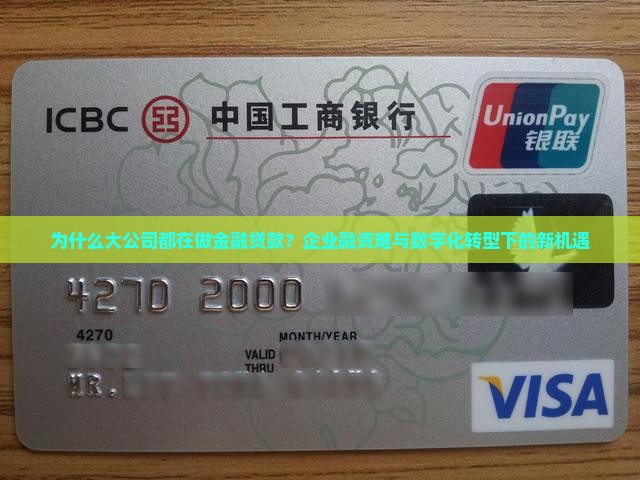 ICBC 中国工商银行
UnionPay
银联
为什么大公司都在做金融贷款？企业融资难与数字化转型下的新机遇
4270 2000
4270
MONTH/YEAR
VALID
THRU
MR.
VISA